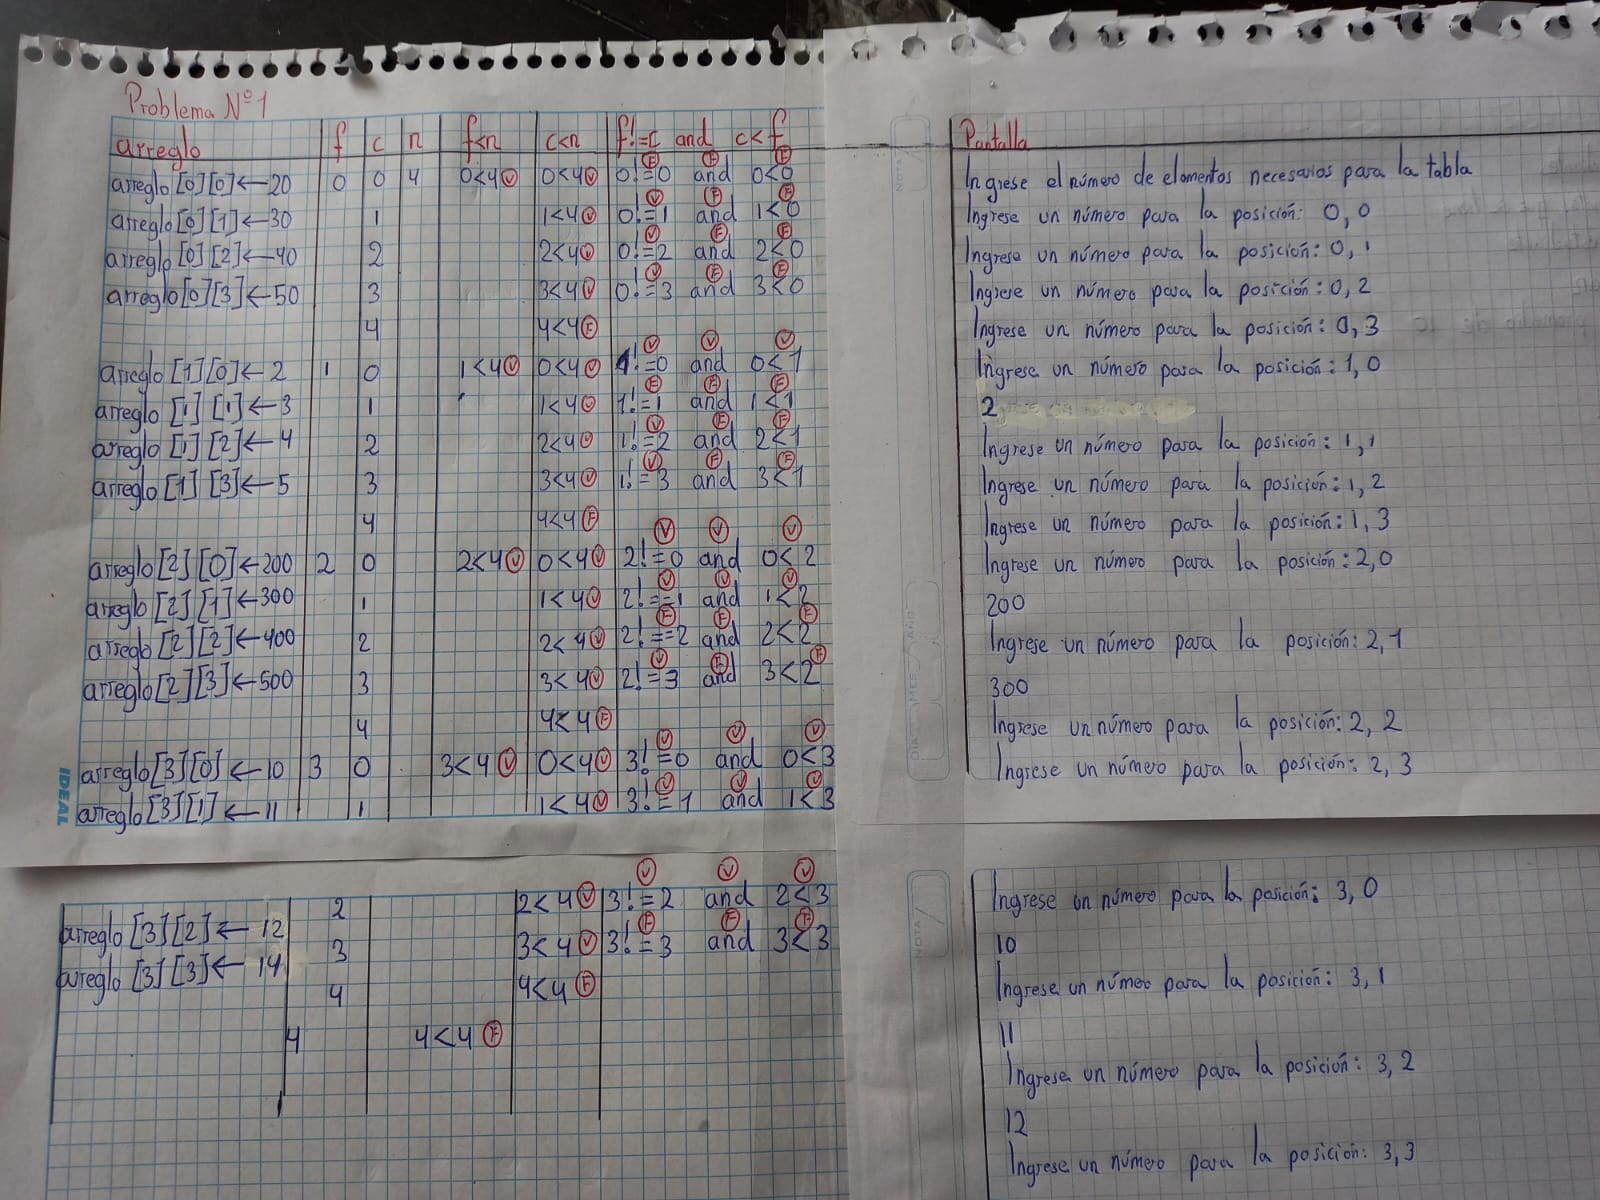 Problema Nº1
arreglo f c n f<n c<n f!=c and c<f
F F F
arreglo[0][0]←20 0 0 4 0<4 V 0<4 V 0!=0 and 0<0
V F F
arreglo[0][1]←30 1 1<4 V 0!=1 and 1<0
V F F
arreglo[0][2]←40 2 2<4 V 0!=2 and 2<0
V F F
arreglo[0][3]←50 3 3<4 V 0!=3 and 3<0
4 4<4 F
V V V
arreglo[1][0]←2 1 0 1<4 V 0<4 V 1!=0 and 0<1
F F F
arreglo[1][1]←3 1 1<4 V 1!=1 and 1<1
V F F
arreglo[1][2]←4 2 2<4 V 1!=2 and 2<1
V F F
arreglo[1][3]←5 3 3<4 V 1!=3 and 3<1
4 4<4 F
V V V
arreglo[2][0]←200 2 0 2<4 V 0<4 V 2!=0 and 0<2
V V V
arreglo[2][1]←300 1 1<4 V 2!==1 and 1<2
F F F
arreglo[2][2]←400 2 2<4 V 2!==2 and 2<2
V F F
arreglo[2][3]←500 3 3<4 V 2!=3 and 3<2
4 4<4 F
V V V
arreglo[3][0]←10 3 0 3<4 V 0<4 V 3!=0 and 0<3
V V V
arreglo[3][1]←11 1 1<4 V 3!=1 and 1<3
IDEAL
V V V
arreglo[3][2]←12 2 2<4 V 3!=2 and 2<3
F F F
arreglo[3][3]←14 3 3<4 V 3!=3 and 3<3
4 4<4 F
4 4<4 F
Pantalla
Ingrese el número de elementos necesarios para la tabla
Ingrese un número para la posición: 0,0
Ingrese un número para la posición: 0,1
Ingrese un número para la posición: 0,2
Ingrese un número para la posición: 0,3
Ingrese un número para la posición: 1,0
2
Ingrese un número para la posición: 1,1
Ingrese un número para la posición: 1,2
Ingrese un número para la posición: 1,3
Ingrese un número para la posición: 2,0
200
Ingrese un número para la posición: 2,1
300
Ingrese un número para la posición: 2,2
Ingrese un número para la posición: 2,3
Ingrese un número para la posición: 3,0
10
Ingrese un número para la posición: 3,1
11
Ingrese un número para la posición: 3,2
12
Ingrese un número para la posición: 3,3
NOTA
DÍA MES AÑO
NOTA